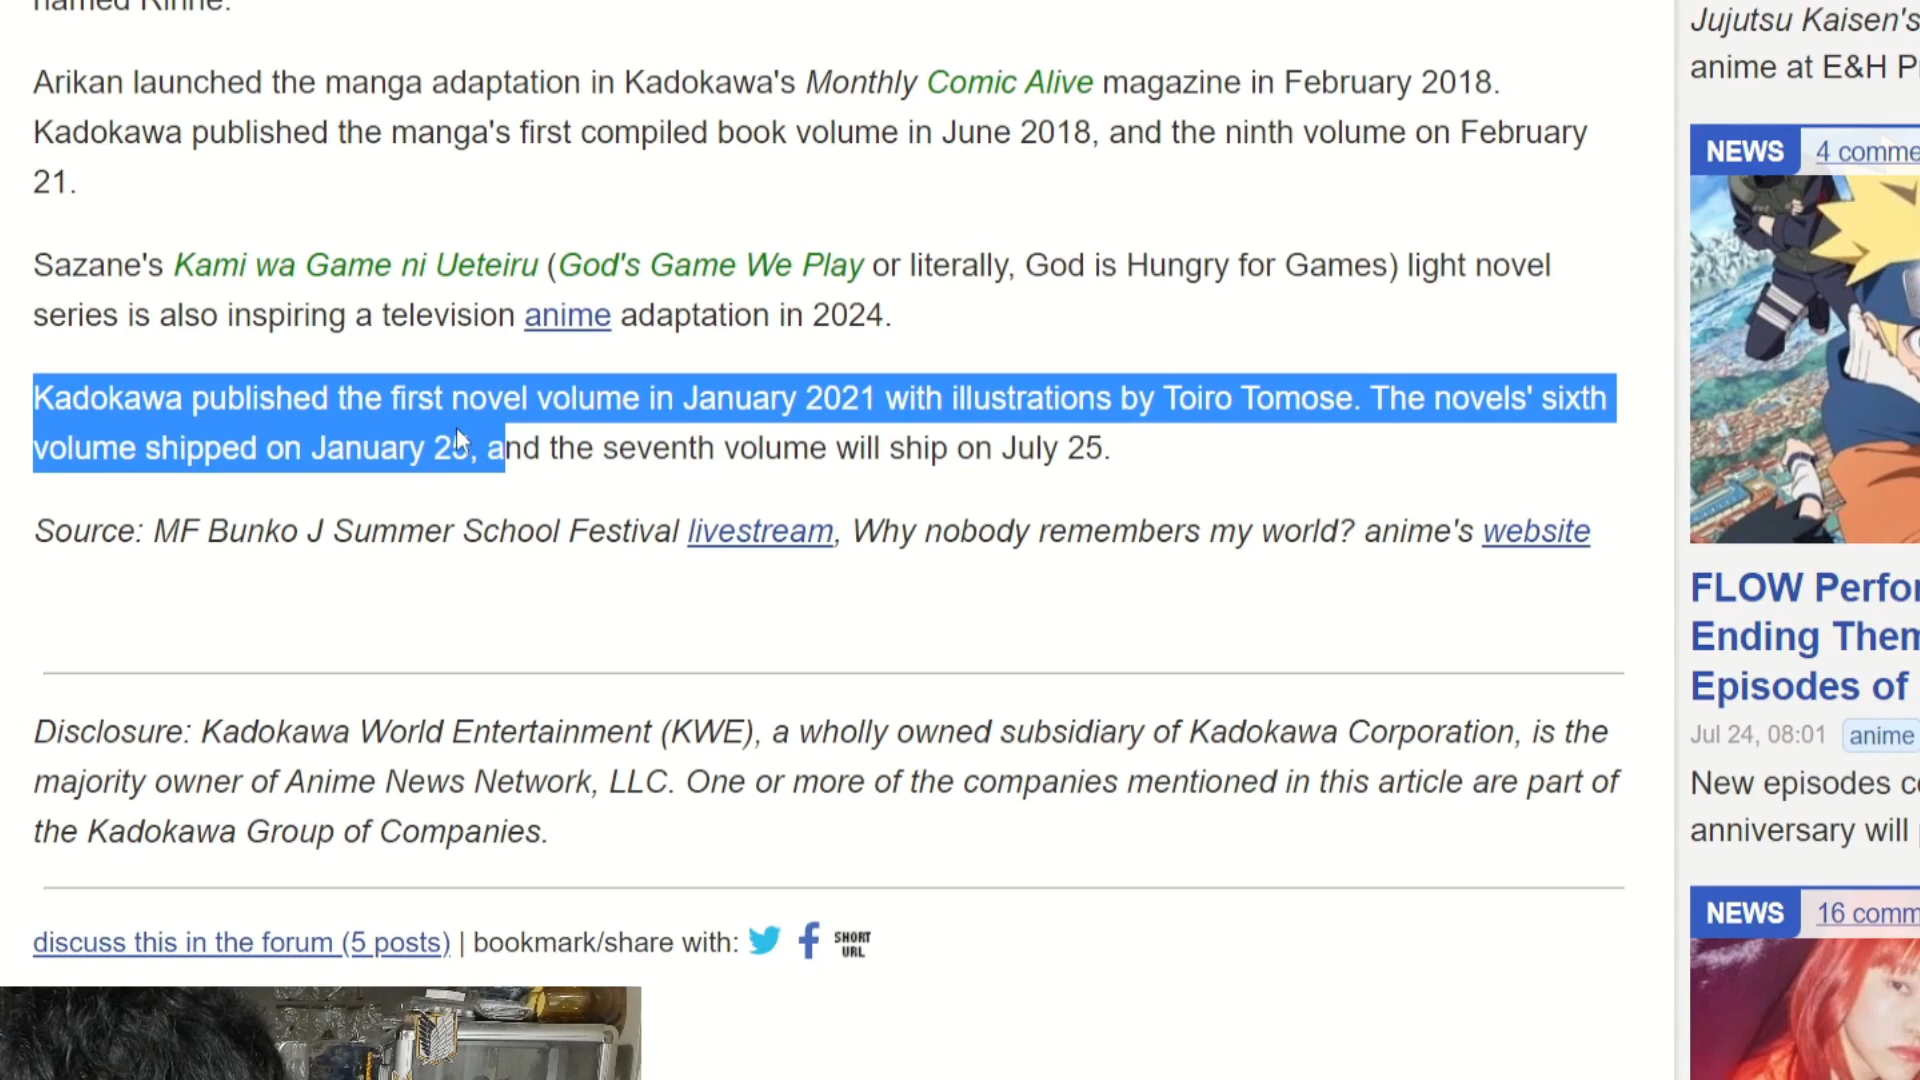 named Rinne.
Arikan launched the manga adaptation in Kadokawa's Monthly Comic Alive magazine in February 2018.
Kadokawa published the manga's first compiled book volume in June 2018, and the ninth volume on February
21.
Sazane's Kami wa Game ni Ueteiru (God's Game We Play or literally, God is Hungry for Games) light novel
series is also inspiring a television anime adaptation in 2024.
Kadokawa published the first novel volume in January 2021 with illustrations by Toiro Tomose. The novels' sixth
volume shipped on January 25, and the seventh volume will ship on July 25.
Source: MF Bunko J Summer School Festival livestream, Why nobody remembers my world? anime's website
Disclosure: Kadokawa World Entertainment (KWE), a wholly owned subsidiary of Kadokawa Corporation, is the
majority owner of Anime News Network, LLC. One or more of the companies mentioned in this article are part of
the Kadokawa Group of Companies.
discuss this in the forum (5 posts) | bookmark/share with: SHORT URL
Jujutsu Kaisen's
anime at E&H P
NEWS 4 comme
FLOW Perfor
Ending Them
Episodes of
Jul 24, 08:01 anime
New episodes c
anniversary will
NEWS 16 comm